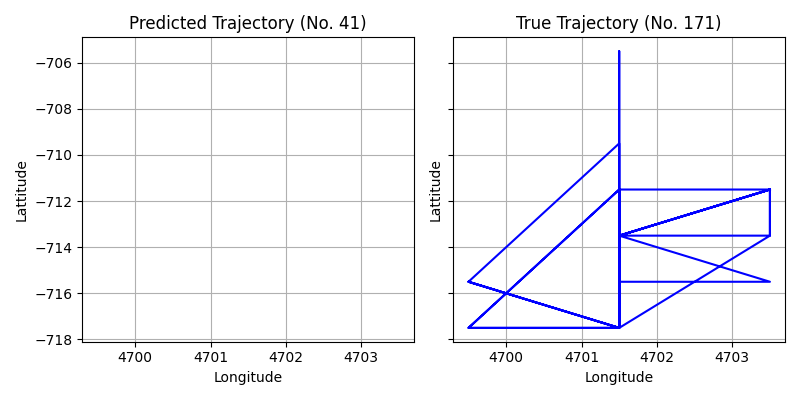 Predicted Trajectory (No. 41)
True Trajectory (No. 171)
−706
−708
−710
−712
−714
−716
−718
Lattitude
Lattitude
4700 4701 4702 4703
4700 4701 4702 4703
Longitude
Longitude